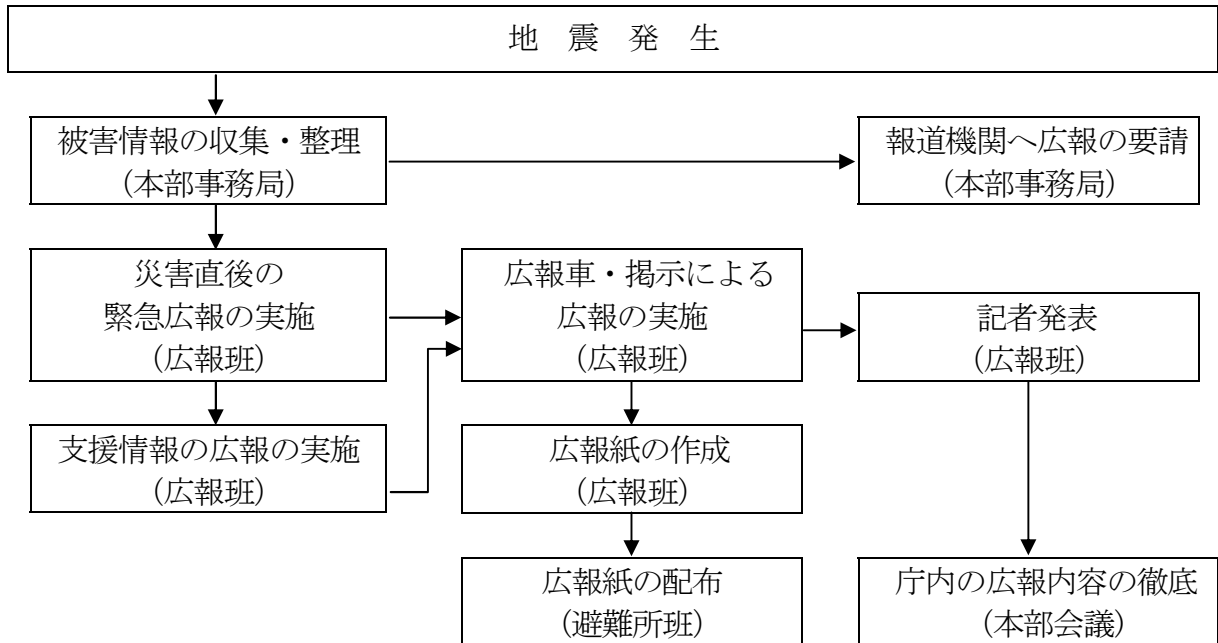 地　震　発　生
被害情報の収集・整理
（本部事務局）
報道機関へ広報の要請
（本部事務局）
災害直後の
緊急広報の実施
（広報班）
広報車・掲示による
広報の実施
（広報班）
記者発表
（広報班）
支援情報の広報の実施
（広報班）
広報紙の作成
（広報班）
広報紙の配布
（避難所班）
庁内の広報内容の徹底
（本部会議）